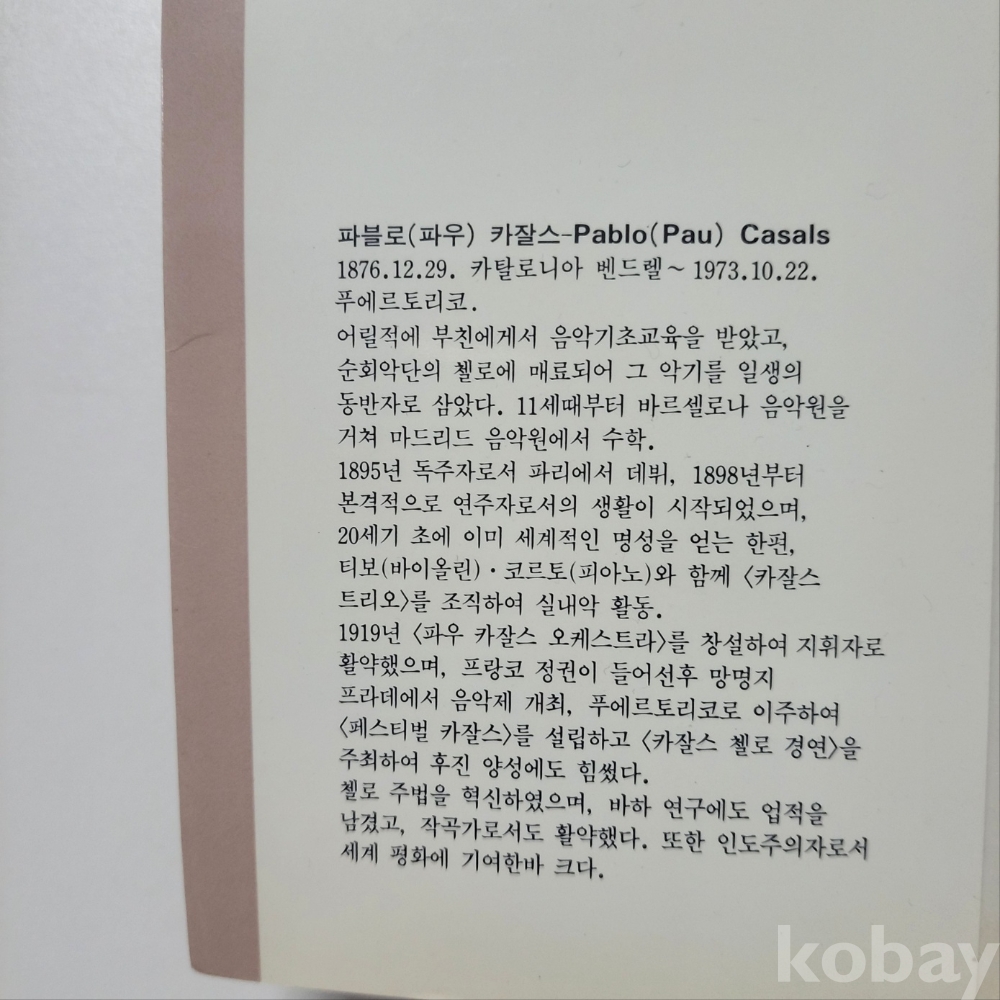 파블로(파우) 카잘스-Pablo(Pau) Casals
1876.12.29. 카탈로니아 벤드렐~1973.10.22.
푸에르토리코.
어릴적에 부친에게서 음악기초교육을 받았고,
순회악단의 첼로에 매료되어 그 악기를 일생의
동반자로 삼았다. 11세때부터 바르셀로나 음악원을
거쳐 마드리드 음악원에서 수학.
1895년 독주자로서 파리에서 데뷔, 1898년부터
본격적으로 연주자로서의 생활이 시작되었으며,
20세기 초에 이미 세계적인 명성을 얻는 한편,
티보(바이올린)·코르토(피아노)와 함께 〈카잘스
트리오〉를 조직하여 실내악 활동.
1919년 〈파우 카잘스 오케스트라〉를 창설하여 지휘자로
활약했으며, 프랑코 정권이 들어선후 망명지
프라데에서 음악제 개최, 푸에르토리코로 이주하여
〈페스티벌 카잘스〉를 설립하고 〈카잘스 첼로 경연〉을
주최하여 후진 양성에도 힘썼다.
첼로 주법을 혁신하였으며, 바하 연구에도 업적을
남겼고, 작곡가로서도 활약했다. 또한 인도주의자로서
세계 평화에 기여한바 크다.
kobay